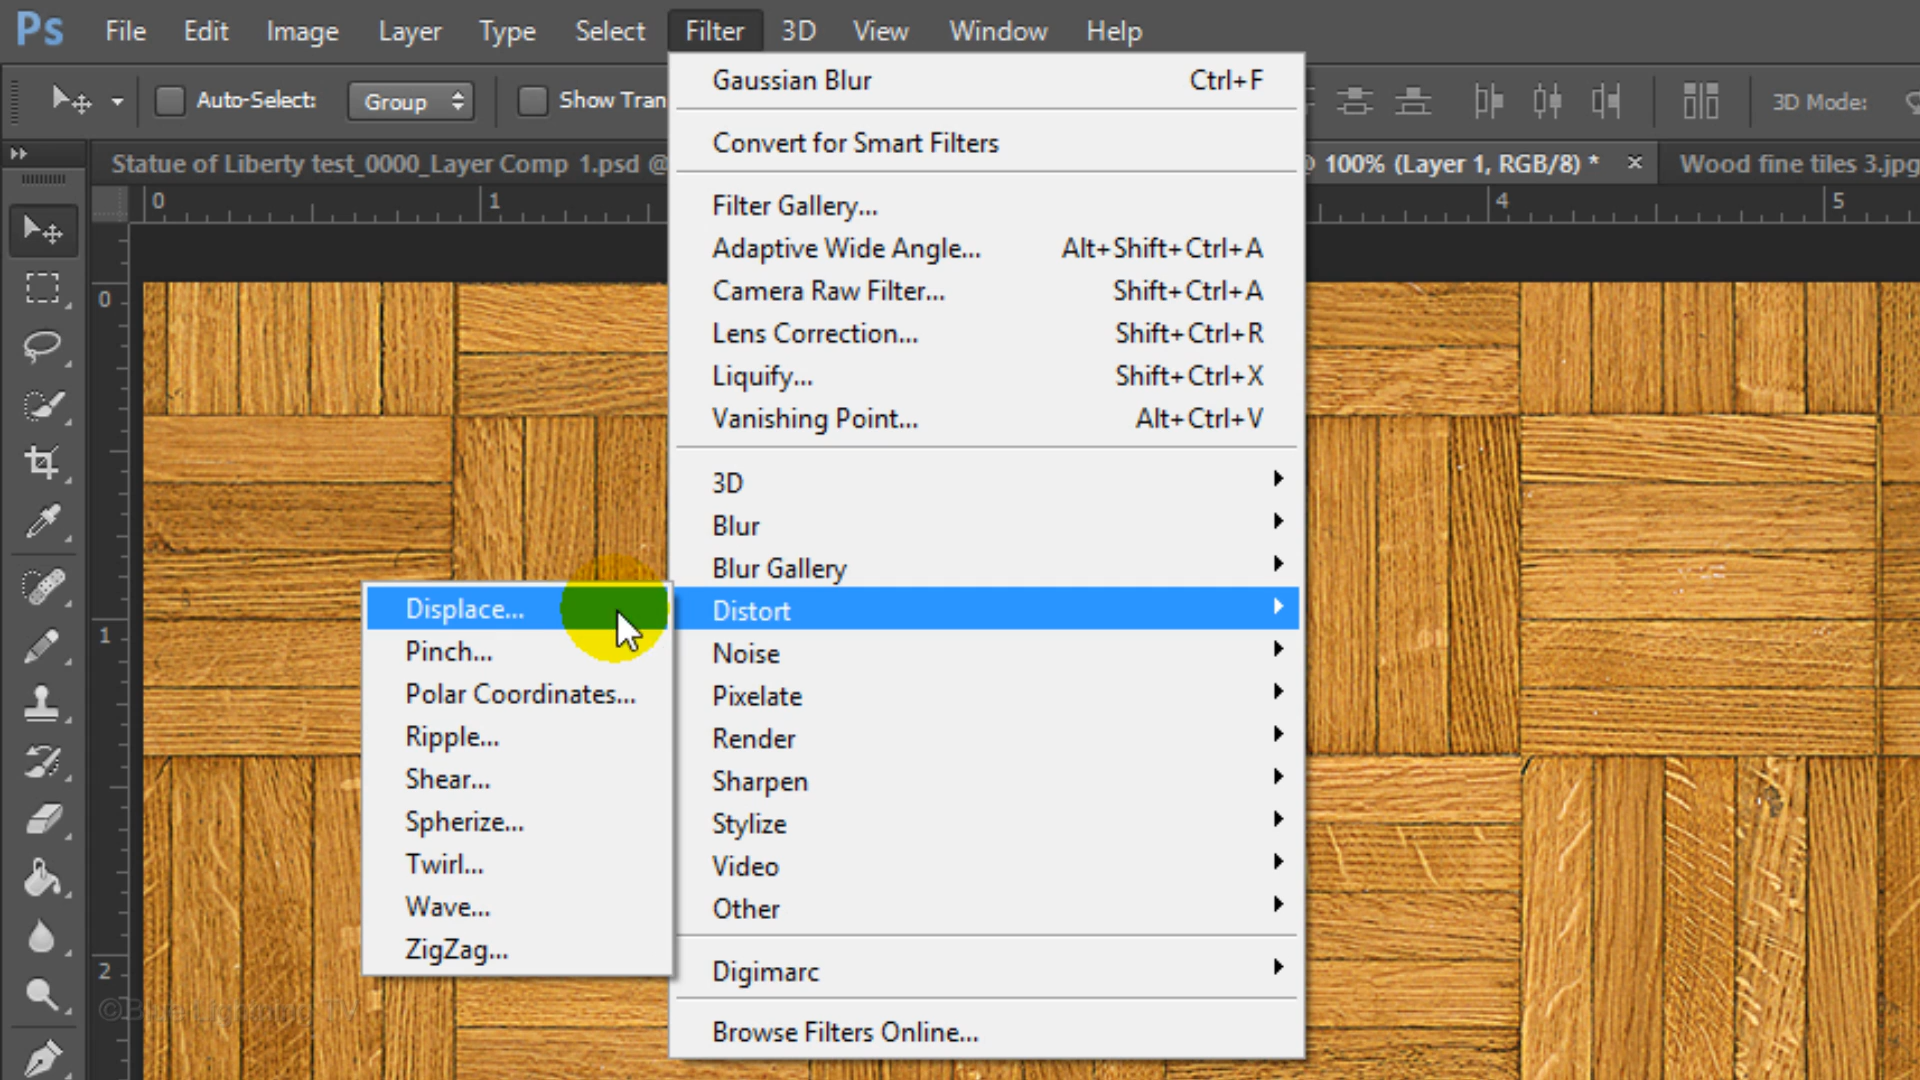 Ps File Edit Image Layer Type Select Filter 3D View Window Help
Auto-Select: Group Show Tran 3D Mode:
Statue of Liberty test_0000_Layer Comp 1.psd @ 100% (Layer 1, RGB/8) * × Wood fine tiles 3.jpg
0 1 4 5
0
1
2
Gaussian Blur Ctrl+F
Convert for Smart Filters
Filter Gallery...
Adaptive Wide Angle... Alt+Shift+Ctrl+A
Camera Raw Filter... Shift+Ctrl+A
Lens Correction... Shift+Ctrl+R
Liquify... Shift+Ctrl+X
Vanishing Point... Alt+Ctrl+V
3D
Blur
Blur Gallery
Distort
Noise
Pixelate
Render
Sharpen
Stylize
Video
Other
Digimarc
Browse Filters Online...
Displace...
Pinch...
Polar Coordinates...
Ripple...
Shear...
Spherize...
Twirl...
Wave...
ZigZag...
©Blue Lightning TV